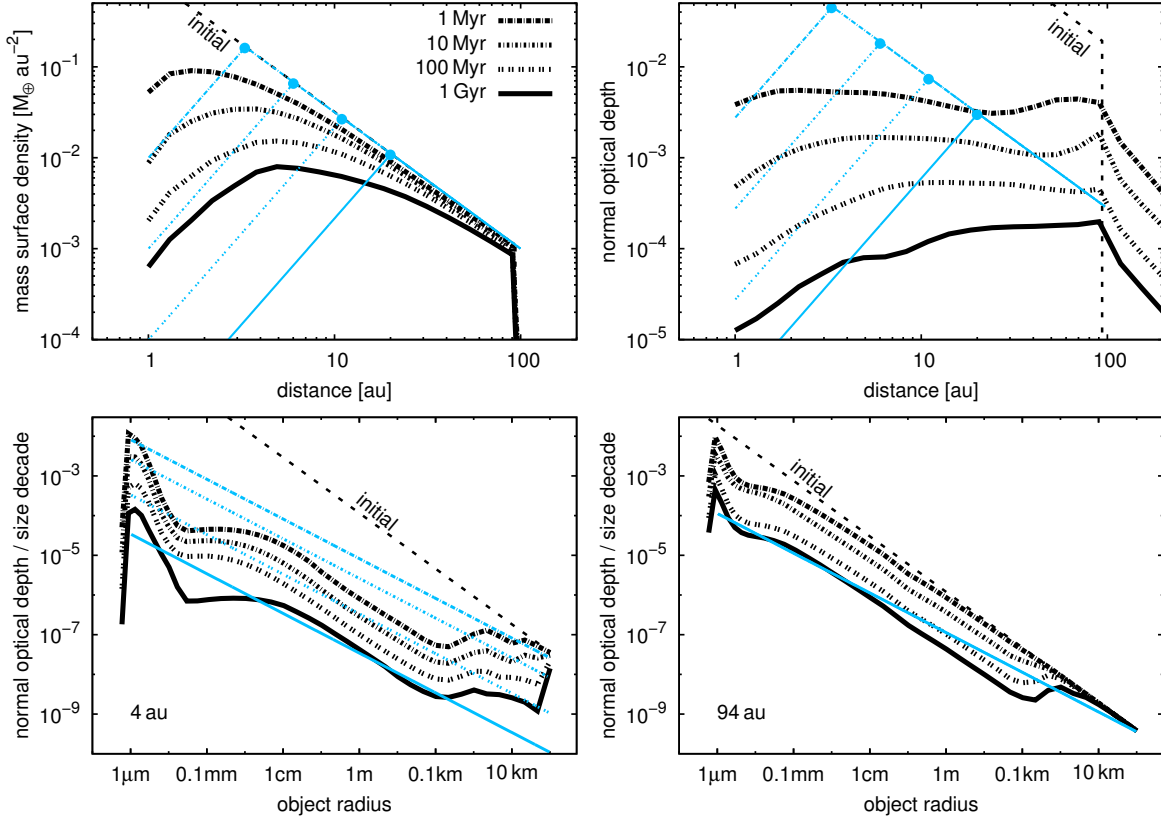 initial
1 Myr
10 Myr
100 Myr
1 Gyr
mass surface density [M⊕ au−2]
10−1
10−2
10−3
10−4
1 10 100
distance [au]
initial
normal optical depth
10−2
10−3
10−4
10−5
1 10 100
distance [au]
initial
4 au
normal optical depth / size decade
10−3
10−5
10−7
10−9
1µm 0.1mm 1cm 1m 0.1km 10km
object radius
initial
94 au
normal optical depth / size decade
10−3
10−5
10−7
10−9
1µm 0.1mm 1cm 1m 0.1km 10km
object radius